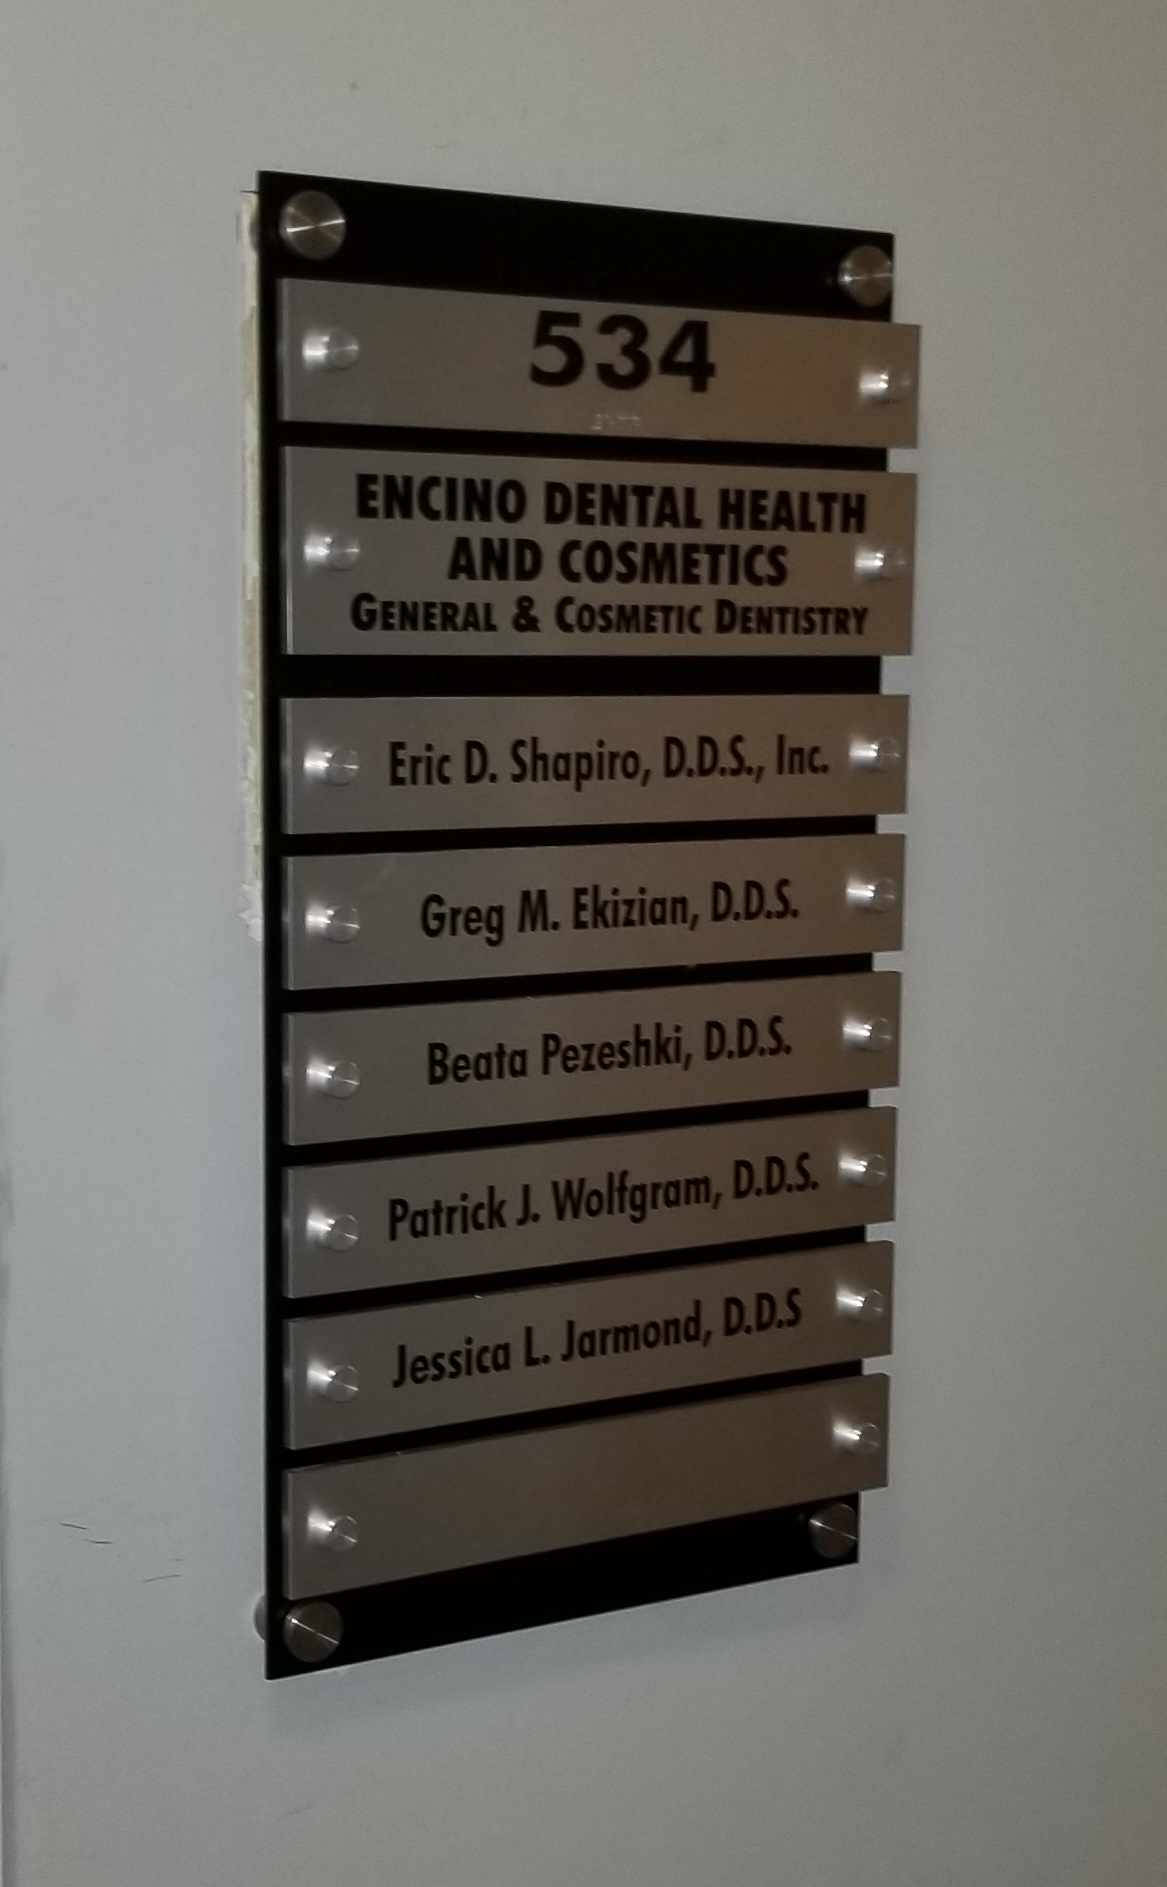 534
ENCINO DENTAL HEALTH
AND COSMETICS
GENERAL & COSMETIC DENTISTRY
Eric D. Shapiro, D.D.S., Inc.
Greg M. Ekizian, D.D.S.
Beata Pezeshki, D.D.S.
Patrick J. Wolfgram, D.D.S.
Jessica L. Jarmond, D.D.S